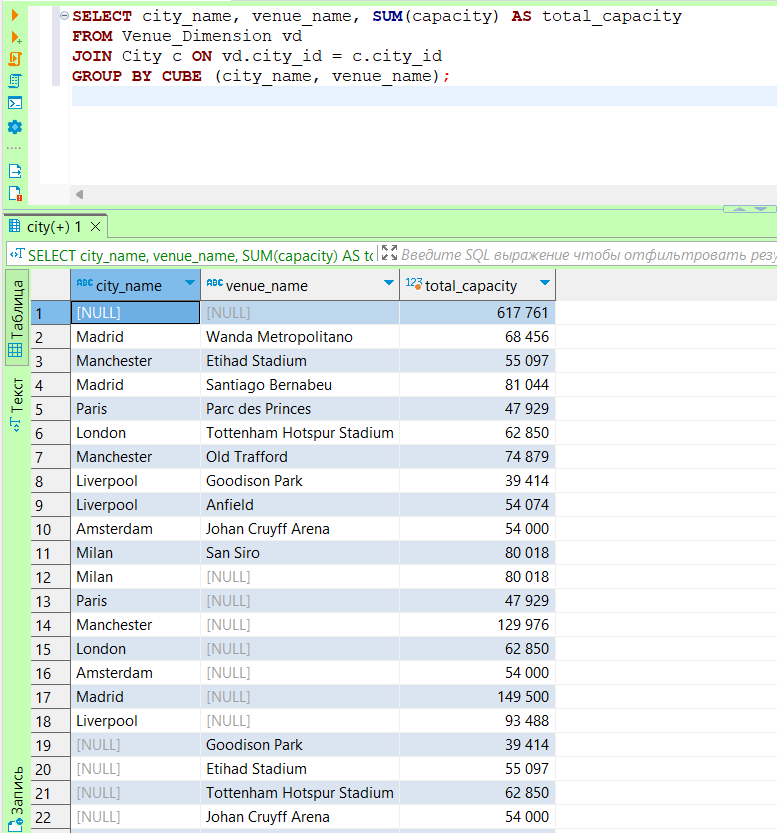 SELECT city_name, venue_name, SUM(capacity) AS total_capacity
FROM Venue_Dimension vd
JOIN City c ON vd.city_id = c.city_id
GROUP BY CUBE (city_name, venue_name);
city(+) 1
SELECT city_name, venue_name, SUM(capacity) AS to
Введите SQL выражение чтобы отфильтровать резу
Таблица
Текст
Запись
ABC city_name ABC venue_name 123 total_capacity
1 [NULL] [NULL] 617 761
2 Madrid Wanda Metropolitano 68 456
3 Manchester Etihad Stadium 55 097
4 Madrid Santiago Bernabeu 81 044
5 Paris Parc des Princes 47 929
6 London Tottenham Hotspur Stadium 62 850
7 Manchester Old Trafford 74 879
8 Liverpool Goodison Park 39 414
9 Liverpool Anfield 54 074
10 Amsterdam Johan Cruyff Arena 54 000
11 Milan San Siro 80 018
12 Milan [NULL] 80 018
13 Paris [NULL] 47 929
14 Manchester [NULL] 129 976
15 London [NULL] 62 850
16 Amsterdam [NULL] 54 000
17 Madrid [NULL] 149 500
18 Liverpool [NULL] 93 488
19 [NULL] Goodison Park 39 414
20 [NULL] Etihad Stadium 55 097
21 [NULL] Tottenham Hotspur Stadium 62 850
22 [NULL] Johan Cruyff Arena 54 000